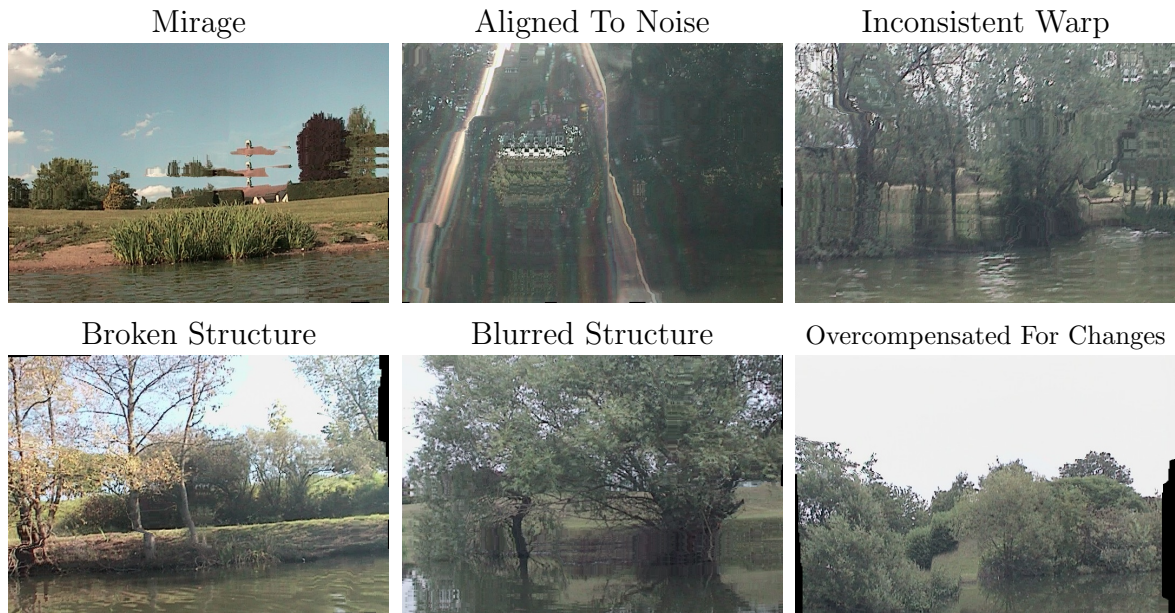 Mirage
Aligned To Noise
Inconsistent Warp
Broken Structure
Blurred Structure
Overcompensated For Changes